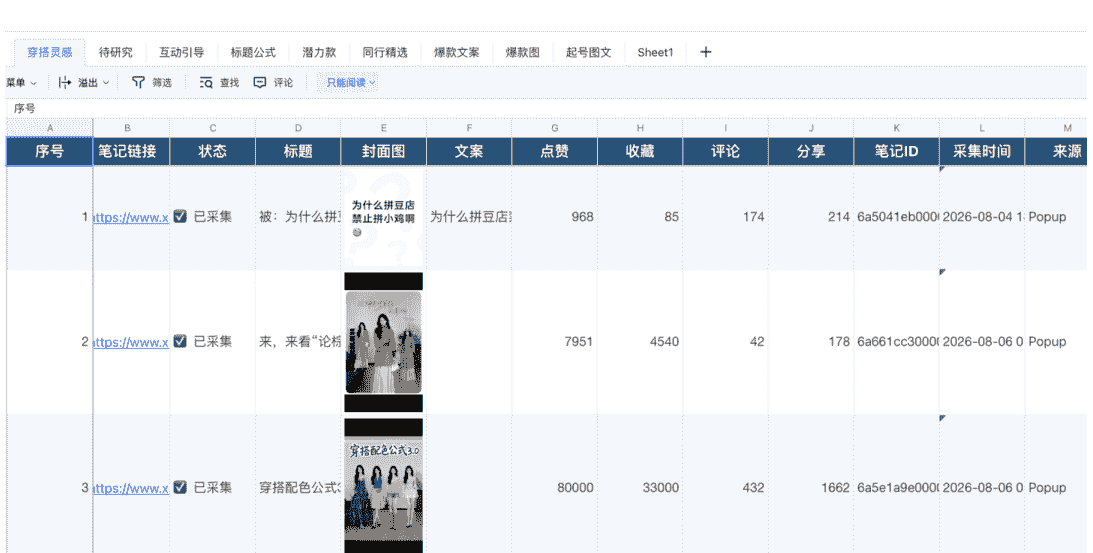 穿搭灵感 待研究 互动引导 标题公式 潜力款 同行精选 爆款文案 爆款图 起号图文 Sheet1 +
菜单 溢出 筛选 查找 评论 只能阅读
序号
A B C D E F G H I J K L M
序号 笔记链接 状态 标题 封面图 文案 点赞 收藏 评论 分享 笔记ID 采集时间 来源
为什么拼豆店
禁止拼小鸡啊
1 https://www.x 已采集 被：为什么拼豆 为什么拼豆店 968 85 174 214 6a5041eb000 2026-08-04 1 Popup
2 https://www.x 已采集 来，来看“论 7951 4540 42 178 6a661cc3000 2026-08-06 0 Popup
穿搭配色公式3.0
3 https://www.x 已采集 穿搭配色公式 80000 33000 432 1662 6a5e1a9e000 2026-08-06 0 Popup